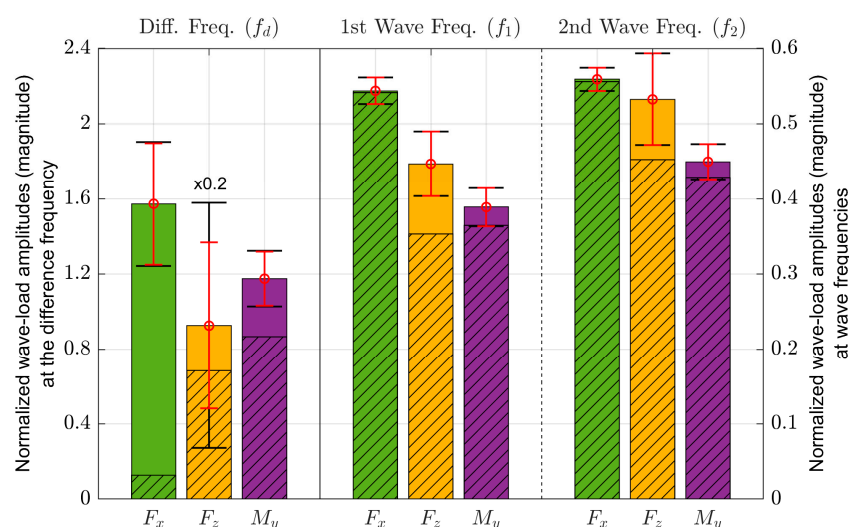 Diff. Freq. (f_d)
1st Wave Freq. (f_1)
2nd Wave Freq. (f_2)
Normalized wave-load amplitudes (magnitude)
at the difference frequency
2.4
2
1.6
1.2
0.8
0.4
0
x0.2
0.6
0.5
0.4
0.3
0.2
0.1
0
Normalized wave-load amplitudes (magnitude)
at wave frequencies
F_x F_z M_y F_x F_z M_y F_x F_z M_y